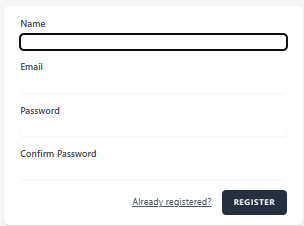 Name
Email
Password
Confirm Password
Already registered? REGISTER